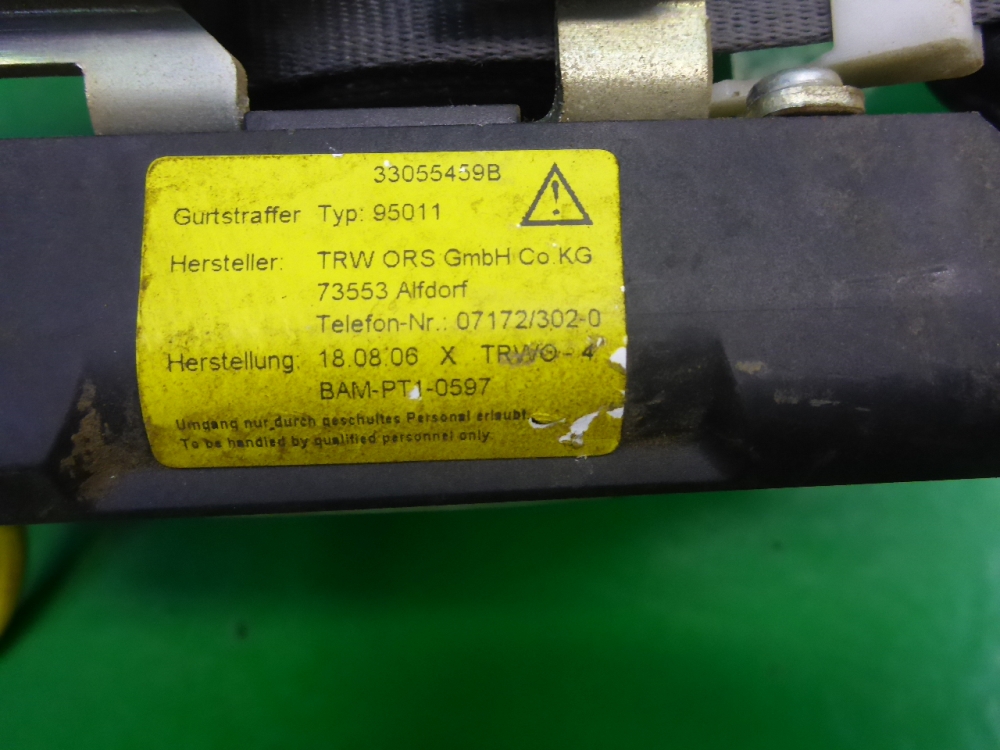 33055459B
Gurtstraffer Typ: 95011
Hersteller: TRW ORS GmbH Co.KG
73553 Alfdorf
Telefon-Nr.: 07172/302-0
Herstellung: 18.08.06 X TRWO - 4
BAM-PT1-0597
Umgang nur durch geschultes Personal erlaubt.
To be handled by qualified personnel only.